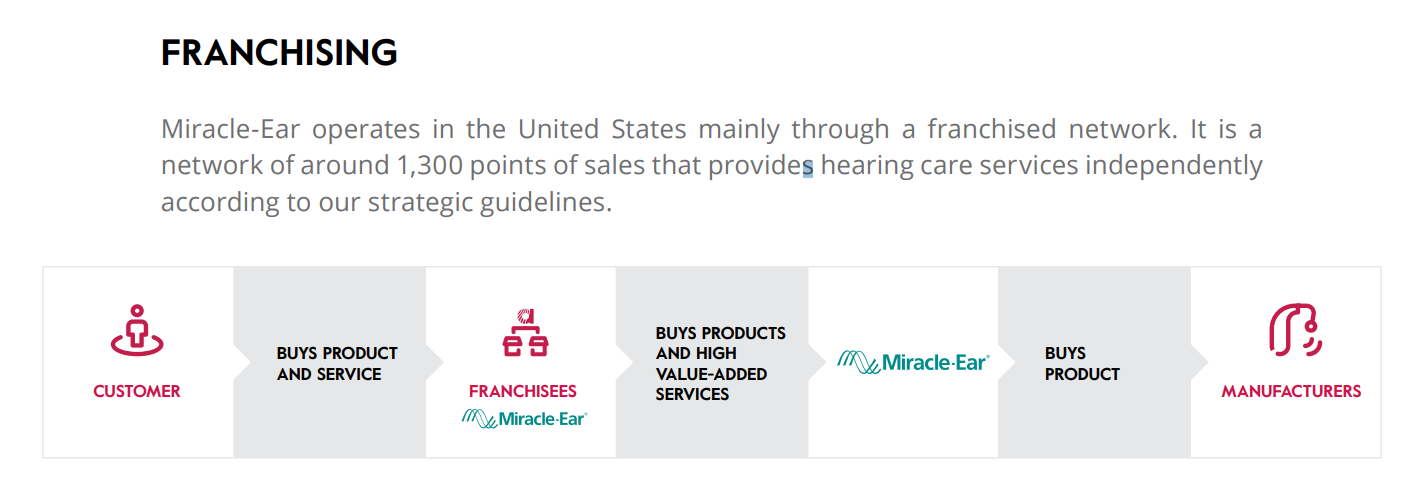 FRANCHISING
Miracle-Ear operates in the United States mainly through a franchised network. It is a
network of around 1,300 points of sales that provides hearing care services independently
according to our strategic guidelines.
CUSTOMER
BUYS PRODUCT
AND SERVICE
FRANCHISEES
Miracle-Ear®
BUYS PRODUCTS
AND HIGH
VALUE-ADDED
SERVICES
Miracle-Ear®
BUYS
PRODUCT
MANUFACTURERS